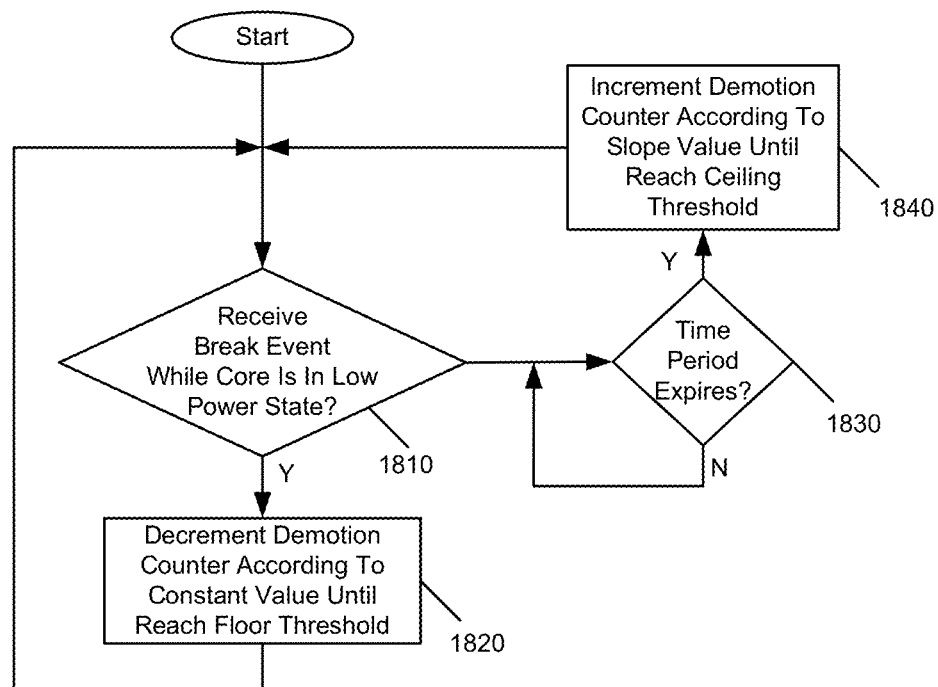 Start
Increment Demotion
Counter According To
Slope Value Until
Reach Ceiling
Threshold
1840
Y
Receive
Break Event
While Core Is In Low
Power State?
1810
Time
Period
Expires?
1830
N
Y
Decrement Demotion
Counter According To
Constant Value Until
Reach Floor Threshold
1820